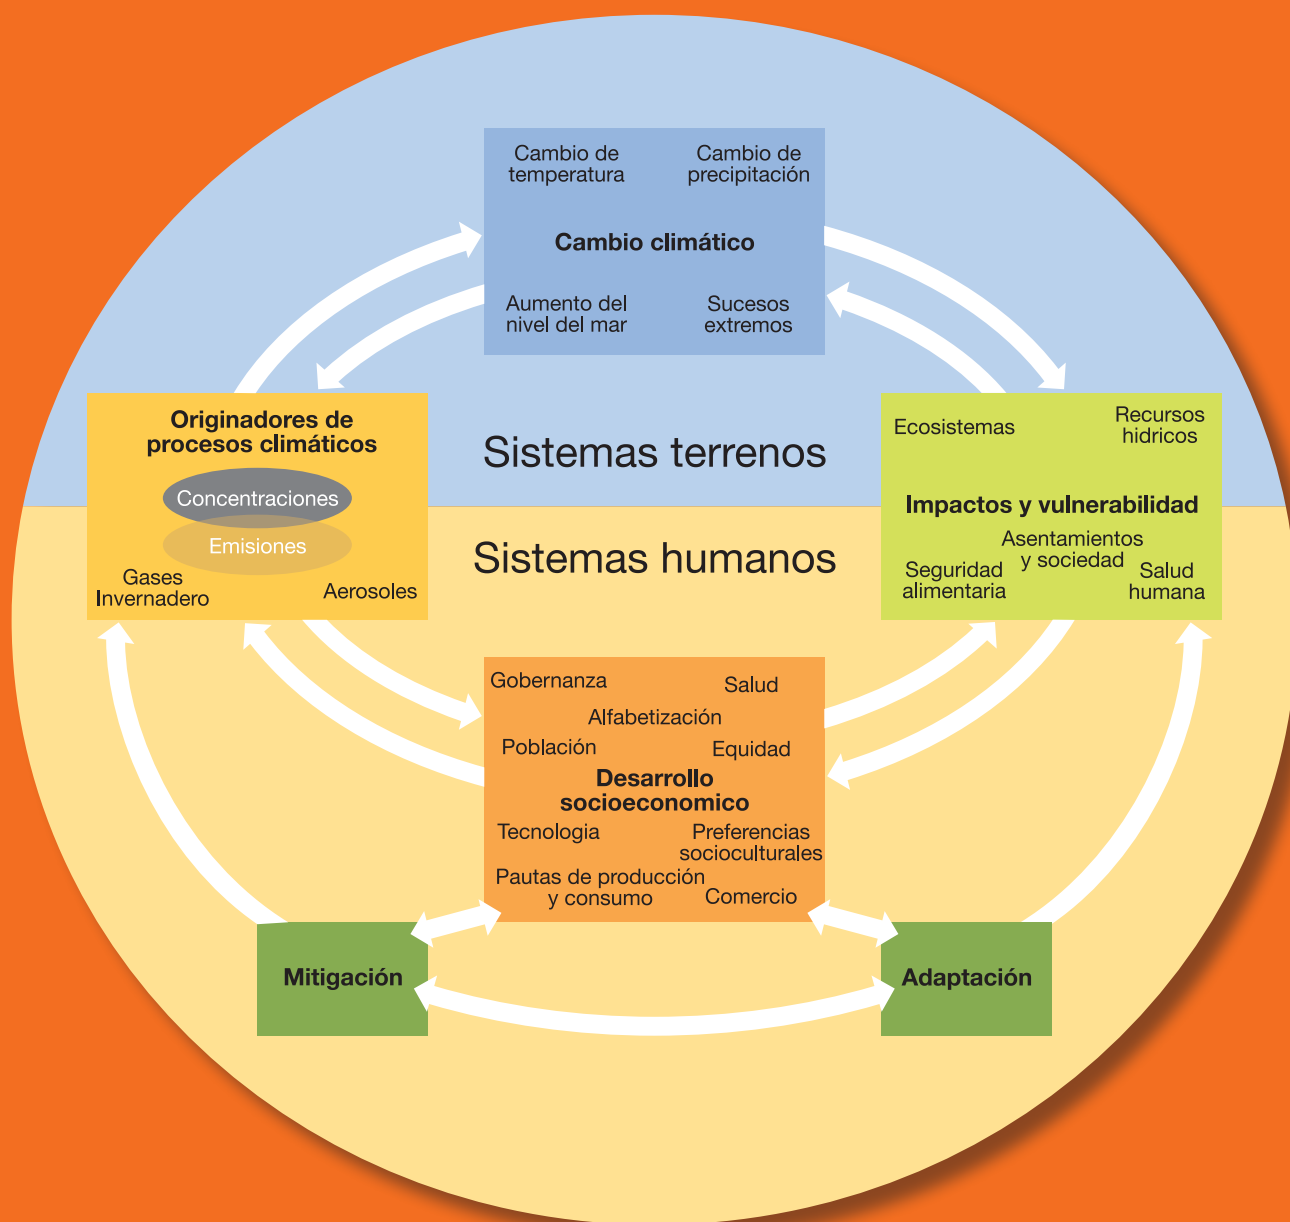 Cambio de
temperatura
Cambio de
precipitación
Cambio climático
Aumento del
nivel del mar
Sucesos
extremos
Originadores de
procesos climáticos
Concentraciones
Emisiones
Gases
Invernadero
Aerosoles
Sistemas terrenos
Sistemas humanos
Ecosistemas
Recursos
hidricos
Impactos y vulnerabilidad
Asentamientos
y sociedad
Seguridad
alimentaria
Salud
humana
Gobernanza
Salud
Alfabetización
Población
Equidad
Desarrollo
socioeconomico
Tecnologia
Preferencias
socioculturales
Pautas de producción
y consumo
Comercio
Mitigación
Adaptación